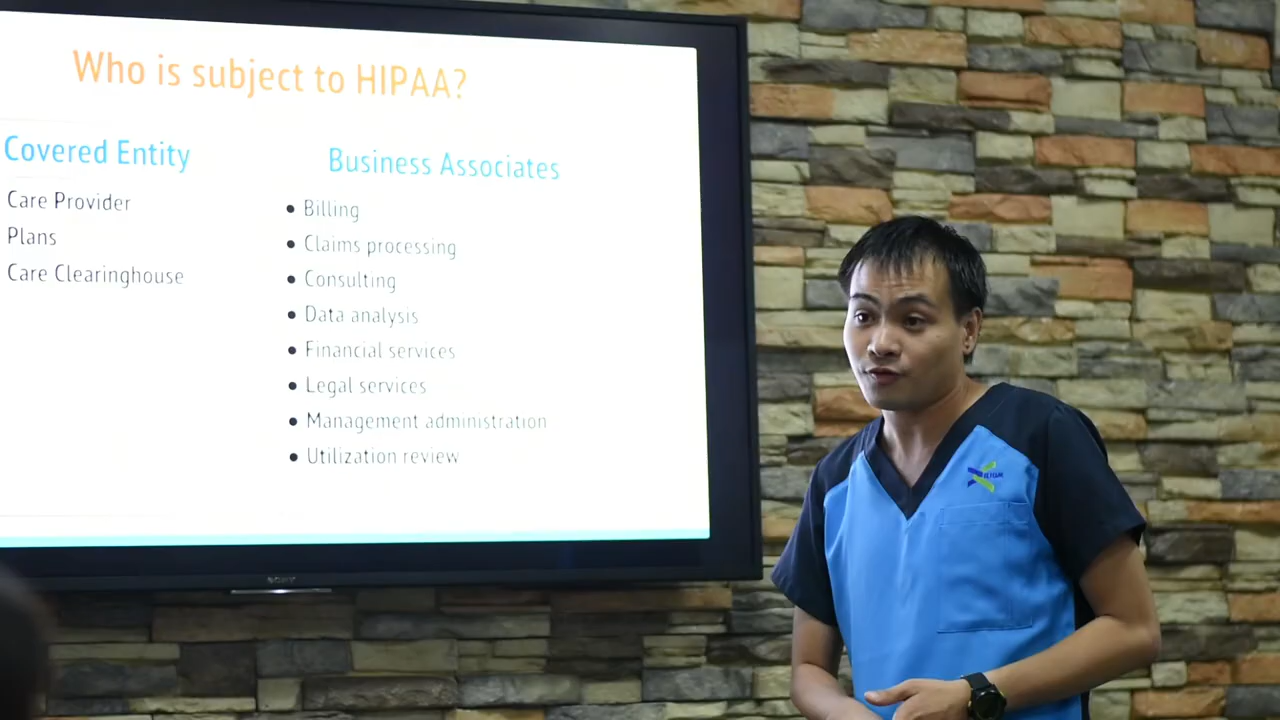 Who is subject to HIPAA?
Covered Entity
Care Provider
Plans
Care Clearinghouse
Business Associates
• Billing
• Claims processing
• Consulting
• Data analysis
• Financial services
• Legal services
• Management administration
• Utilization review
SONY